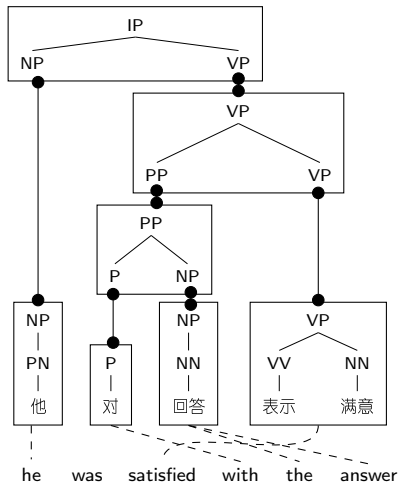 IP
NP VP
VP
PP VP
PP
P NP
NP NP VP
PN P NN VV NN
他 对 回答 表示 满意
he was satisfied with the answer